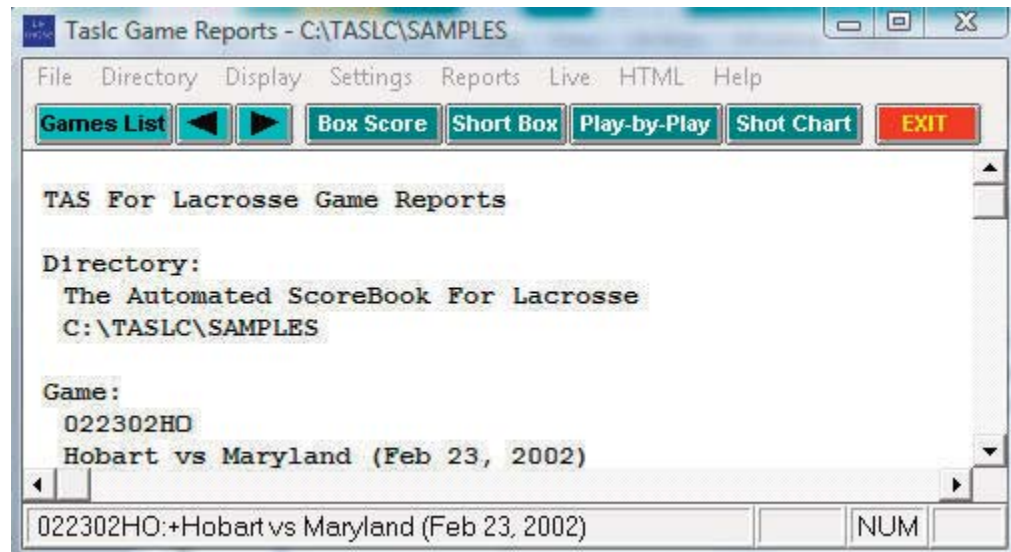 Taslc Game Reports - C:\TASLC\SAMPLES
File Directory Display Settings Reports Live HTML Help
Games List Box Score Short Box Play-by-Play Shot Chart EXIT
TAS For Lacrosse Game Reports
Directory:
The Automated ScoreBook For Lacrosse
C:\TASLC\SAMPLES
Game:
022302HO
Hobart vs Maryland (Feb 23, 2002)
022302HO:+Hobart vs Maryland (Feb 23, 2002) NUM